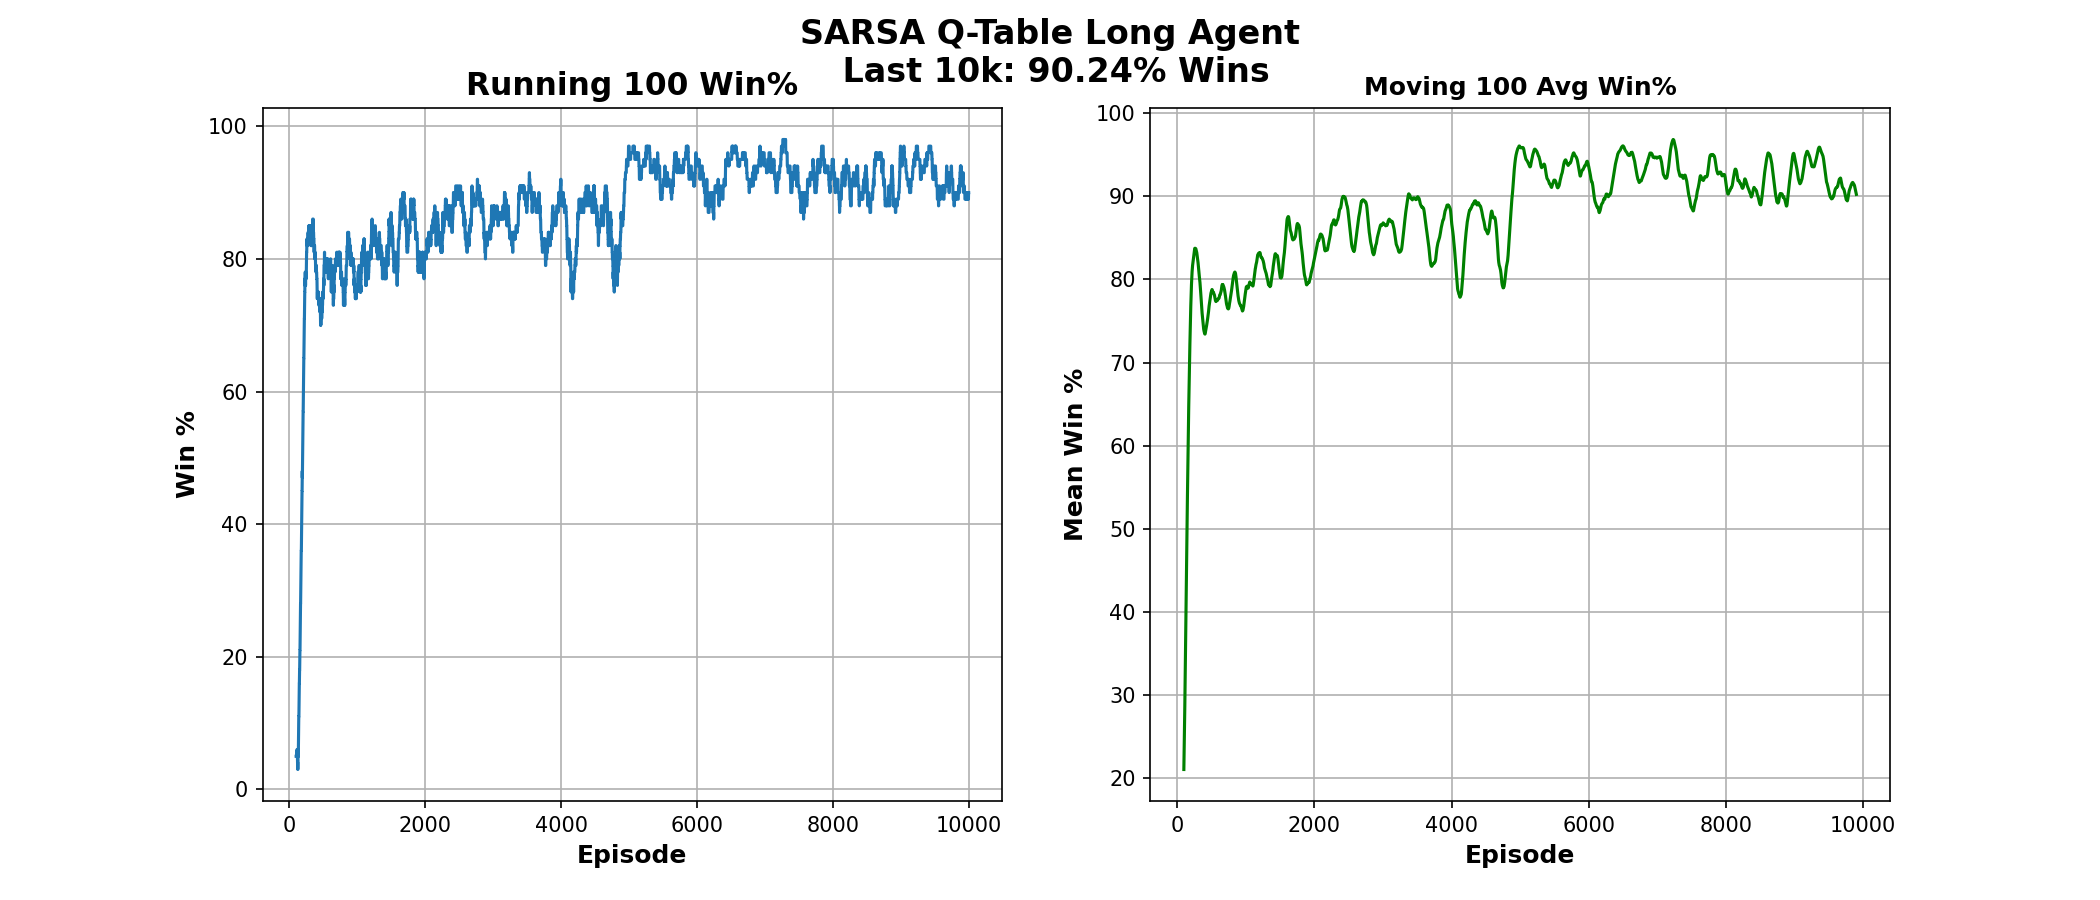 SARSA Q-Table Long Agent
Last 10k: 90.24% Wins
Running 100 Win%
100
80
60
40
20
0
Win %
0 2000 4000 6000 8000 10000
Episode
Moving 100 Avg Win%
100
90
80
70
60
50
40
30
20
Mean Win %
0 2000 4000 6000 8000 10000
Episode